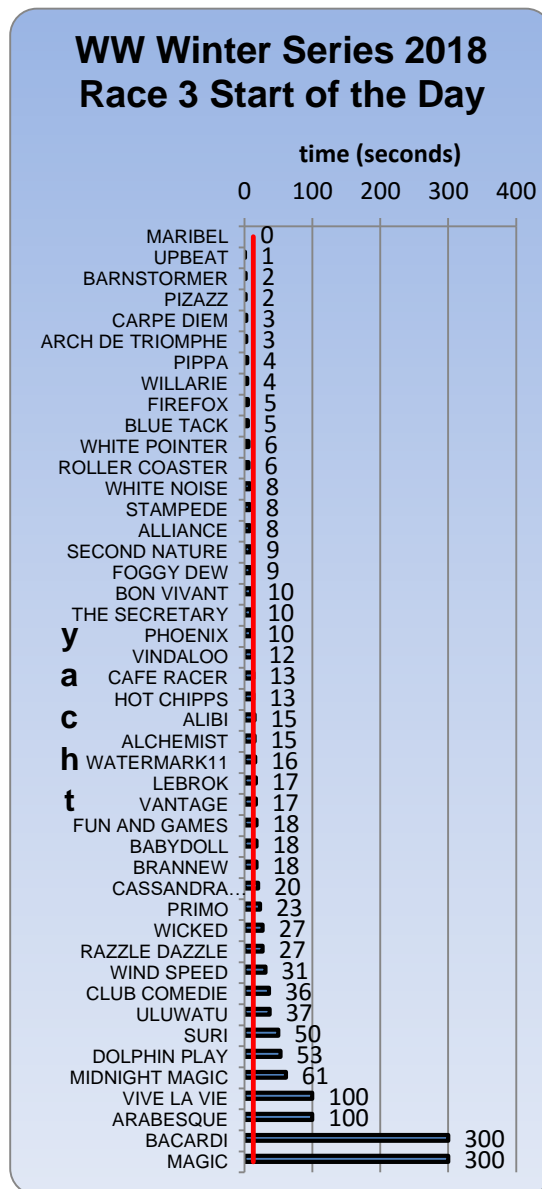 WW Winter Series 2018
Race 3 Start of the Day
time (seconds)
0 100 200 300 400
MARIBEL 0
UPBEAT 1
BARNSTORMER 2
PIZAZZ 2
CARPE DIEM 3
ARCH DE TRIOMPHE 3
PIPPA 4
WILLARIE 4
FIREFOX 5
BLUE TACK 5
WHITE POINTER 6
ROLLER COASTER 6
WHITE NOISE 8
STAMPEDE 8
ALLIANCE 8
SECOND NATURE 9
FOGGY DEW 9
BON VIVANT 10
THE SECRETARY 10
PHOENIX 10
VINDALOO 12
CAFE RACER 13
HOT CHIPPS 13
ALIBI 15
ALCHEMIST 15
WATERMARK11 16
LEBROK 17
VANTAGE 17
FUN AND GAMES 18
BABYDOLL 18
BRANNEW 18
CASSANDRA... 20
PRIMO 23
WICKED 27
RAZZLE DAZZLE 27
WIND SPEED 31
CLUB COMEDIE 36
ULUWATU 37
SURI 50
DOLPHIN PLAY 53
MIDNIGHT MAGIC 61
VIVE LA VIE 100
ARABESQUE 100
BACARDI 300
MAGIC 300
y
a
c
h
t